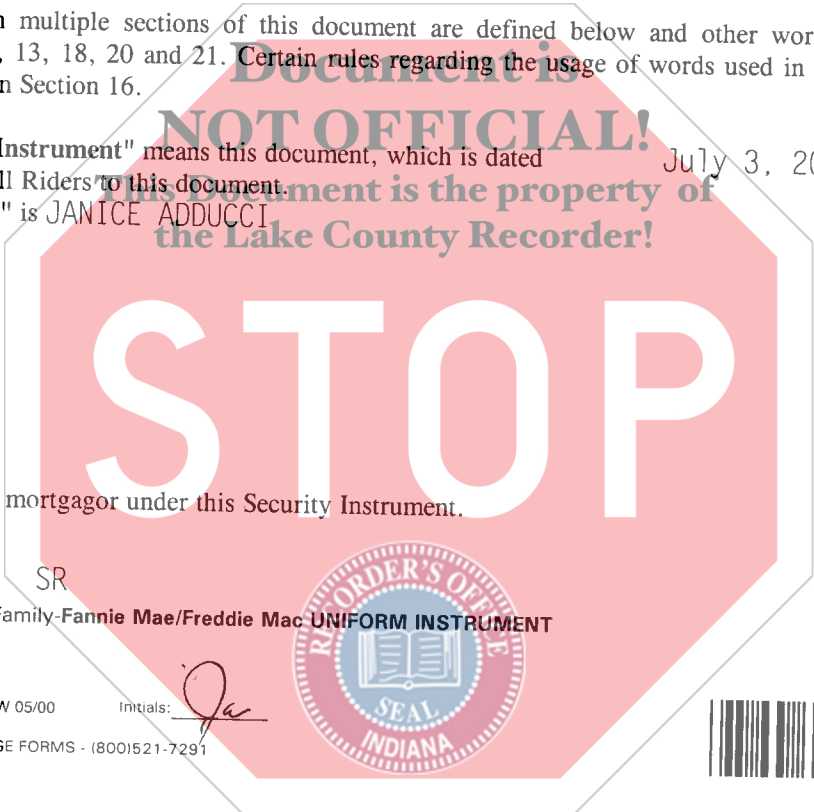 multiple sections of this document are defined below and other wor
, 13, 18, 20 and 21. Certain rules regarding the usage of words used in
n Section 16.
Document is
NOT OFFICIAL!
This Document is the property of
the Lake County Recorder!
Instrument" means this document, which is dated July 3, 20
ll Riders to this document.
" is JANICE ADDUCCI
STOP
mortgagor under this Security Instrument.
SR
amily-Fannie Mae/Freddie Mac UNIFORM INSTRUMENT
RECORDER'S OFFICE
SEAL
INDIANA
W 05/00 Initials:
GE FORMS - (800)521-7291